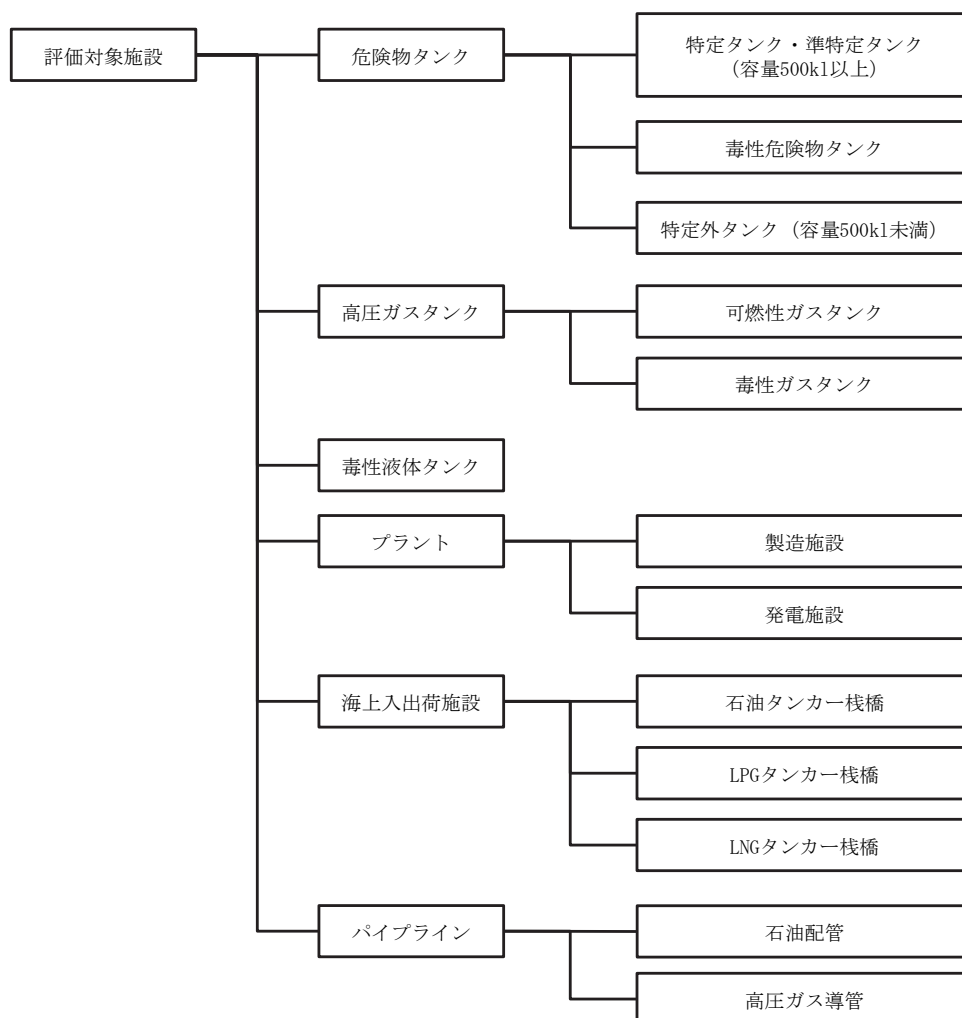 評価対象施設
危険物タンク
特定タンク・準特定タンク
(容量500kl以上)
毒性危険物タンク
特定外タンク（容量500kl未満）
高圧ガスタンク
可燃性ガスタンク
毒性ガスタンク
毒性液体タンク
プラント
製造施設
発電施設
海上入出荷施設
石油タンカー桟橋
LPGタンカー桟橋
LNGタンカー桟橋
パイプライン
石油配管
高圧ガス導管